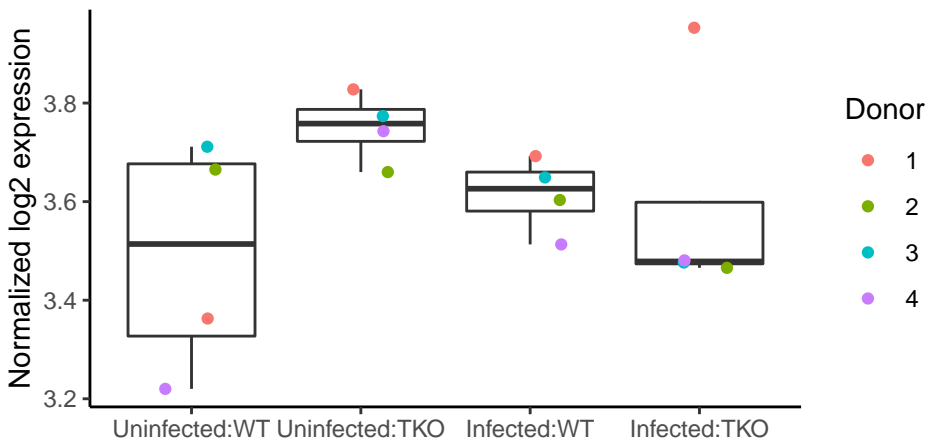 Normalized log2 expression
3.8
3.6
3.4
3.2
Uninfected:WT Uninfected:TKO Infected:WT Infected:TKO
Donor
1
2
3
4